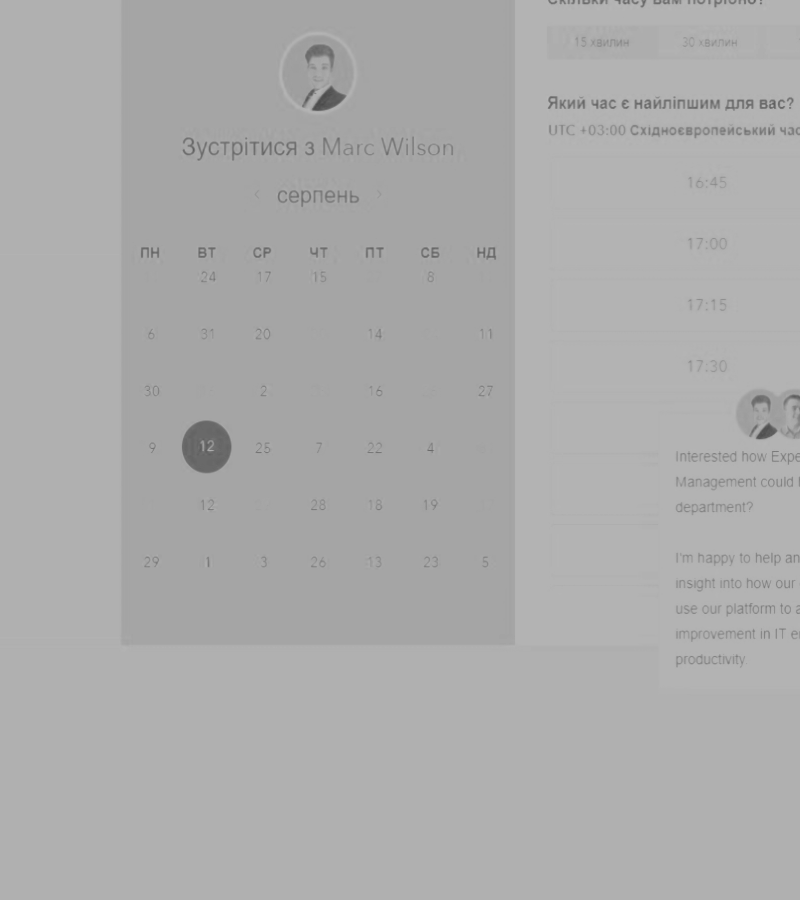 Скільки часу вам потрібно?
15 хвилин 30 хвилин
Який час є найліпшим для вас?
UTC +03:00 Східноєвропейський час
Зустрітися з Marc Wilson
‹ серпень ›
ПН ВТ СР ЧТ ПТ СБ НД
24 17 15 8
6 31 20 14 11
30 2 16 27
9 12 25 7 22 4
12 28 18 19
29 1 3 26 13 23 5
16:45
17:00
17:15
17:30
Interested how Expe
Management could
department?
I'm happy to help an
insight into how our
use our platform to a
improvement in IT e
productivity.